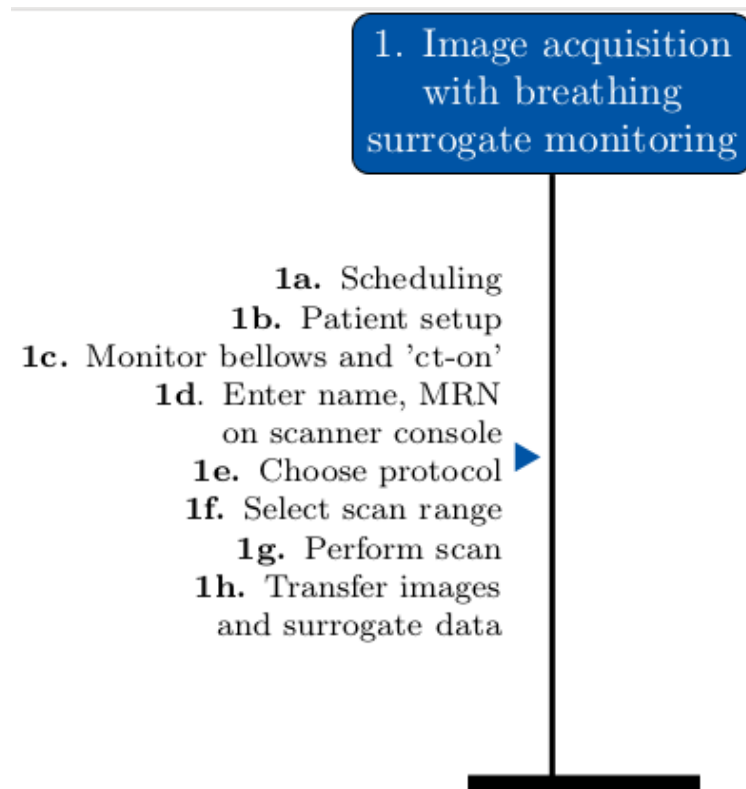 1. Image acquisition
with breathing
surrogate monitoring
1a. Scheduling
1b. Patient setup
1c. Monitor bellows and ’ct-on’
1d. Enter name, MRN
on scanner console
1e. Choose protocol
1f. Select scan range
1g. Perform scan
1h. Transfer images
and surrogate data